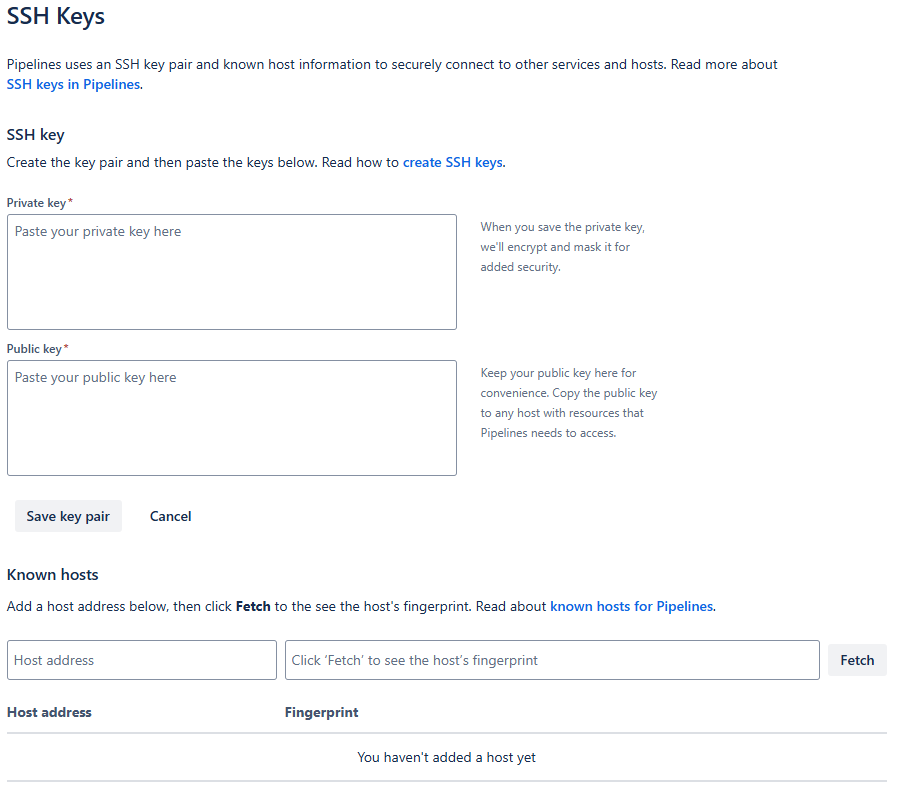 SSH Keys
Pipelines uses an SSH key pair and known host information to securely connect to other services and hosts. Read more about
SSH keys in Pipelines.
SSH key
Create the key pair and then paste the keys below. Read how to create SSH keys.
Private key*
Paste your private key here
When you save the private key,
we'll encrypt and mask it for
added security.
Public key*
Paste your public key here
Keep your public key here for
convenience. Copy the public key
to any host with resources that
Pipelines needs to access.
Save key pair Cancel
Known hosts
Add a host address below, then click Fetch to the see the host's fingerprint. Read about known hosts for Pipelines.
Host address Click ‘Fetch’ to see the host’s fingerprint Fetch
Host address Fingerprint
You haven't added a host yet